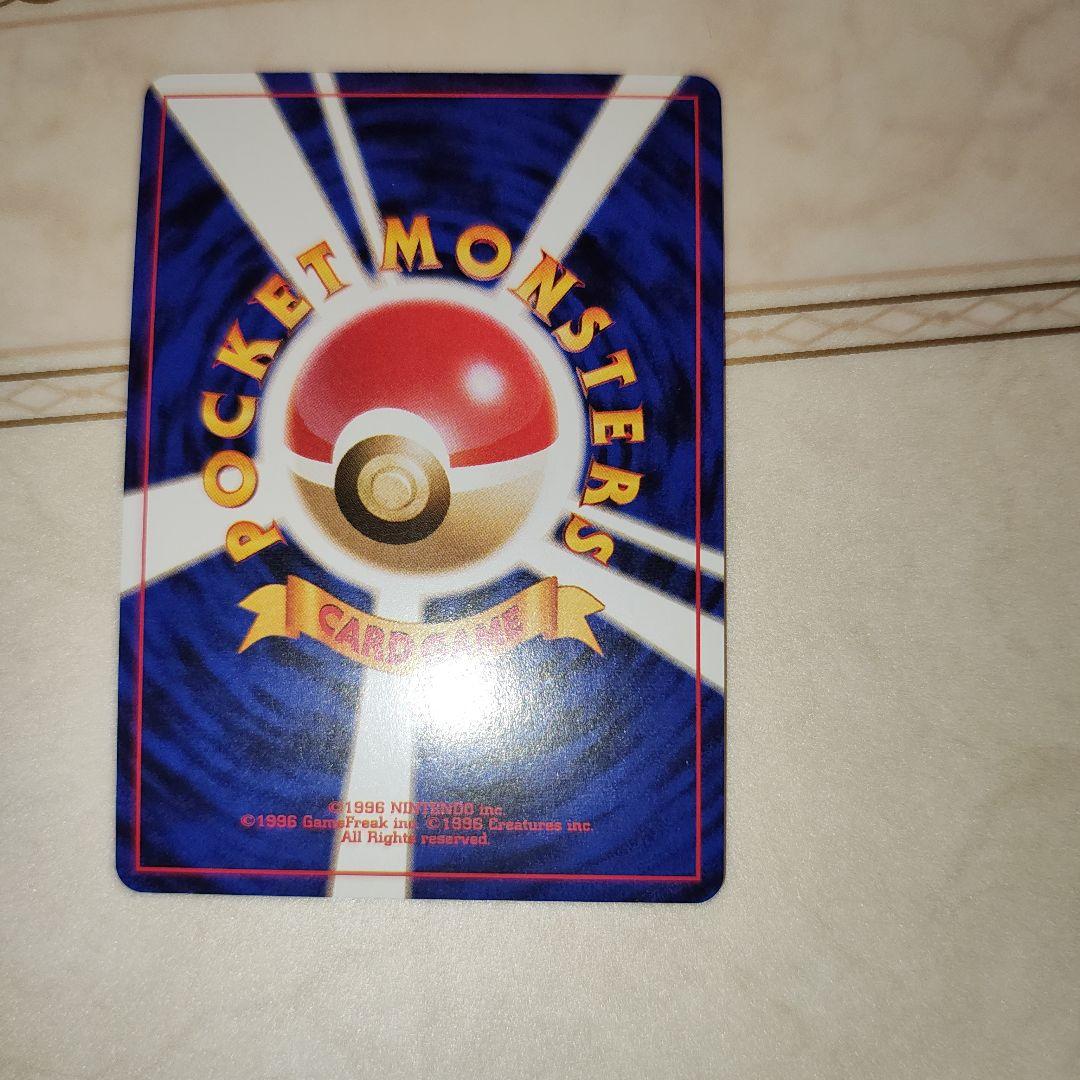 POCKET MONSTERS
CARD GAME
©1996 NINTENDO inc.
©1996 GameFreak inc. ©1996 Creatures inc.
All Rights reserved.